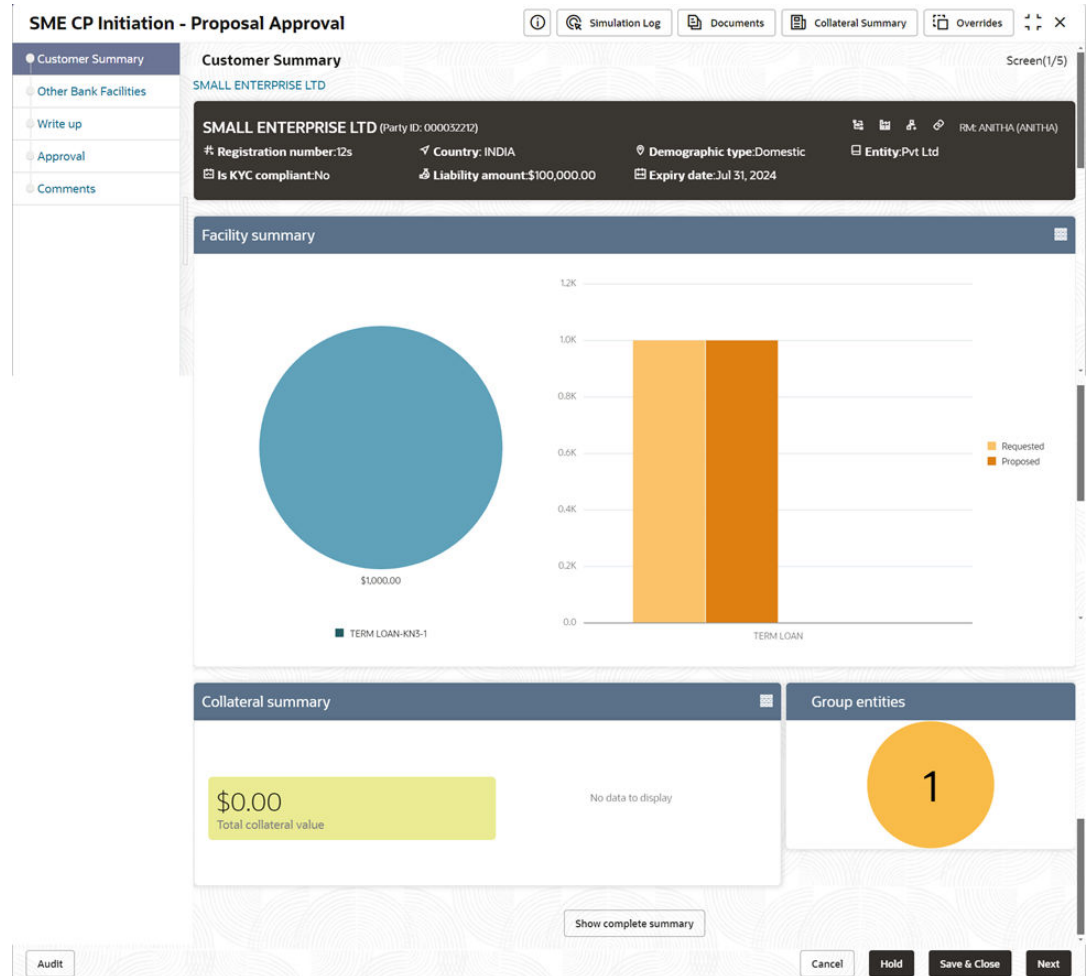 SME CP Initiation - Proposal Approval
Simulation Log
Documents
Collateral Summary
Overrides
Customer Summary
Other Bank Facilities
Write up
Approval
Comments
Customer Summary
Screen(1/5)
SMALL ENTERPRISE LTD
SMALL ENTERPRISE LTD (Party ID: 000032212)
RM: ANITHA (ANITHA)
Registration number:12s
Country: INDIA
Demographic type:Domestic
Entity:Pvt Ltd
Is KYC compliant:No
Liability amount:$100,000.00
Expiry date:Jul 31, 2024
Facility summary
$1,000.00
TERM LOAN-KN3-1
1.2K
1.0K
0.8K
0.6K
0.4K
0.2K
0.0
TERM LOAN
Requested
Proposed
Collateral summary
$0.00
Total collateral value
No data to display
Group entities
1
Show complete summary
Audit
Cancel
Hold
Save & Close
Next